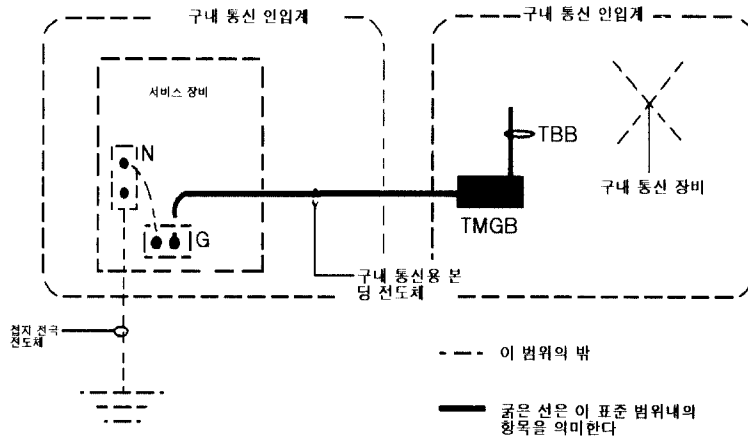 구내 통신 인입계
구내 통신 인입계
서비스 장비
N
TBB
구내 통신 장비
TMGB
G
구내 통신용 본
딩 전도체
접지 전극
전도체
이 범위의 밖
굵은 선은 이 표준 범위내의
항목을 의미한다